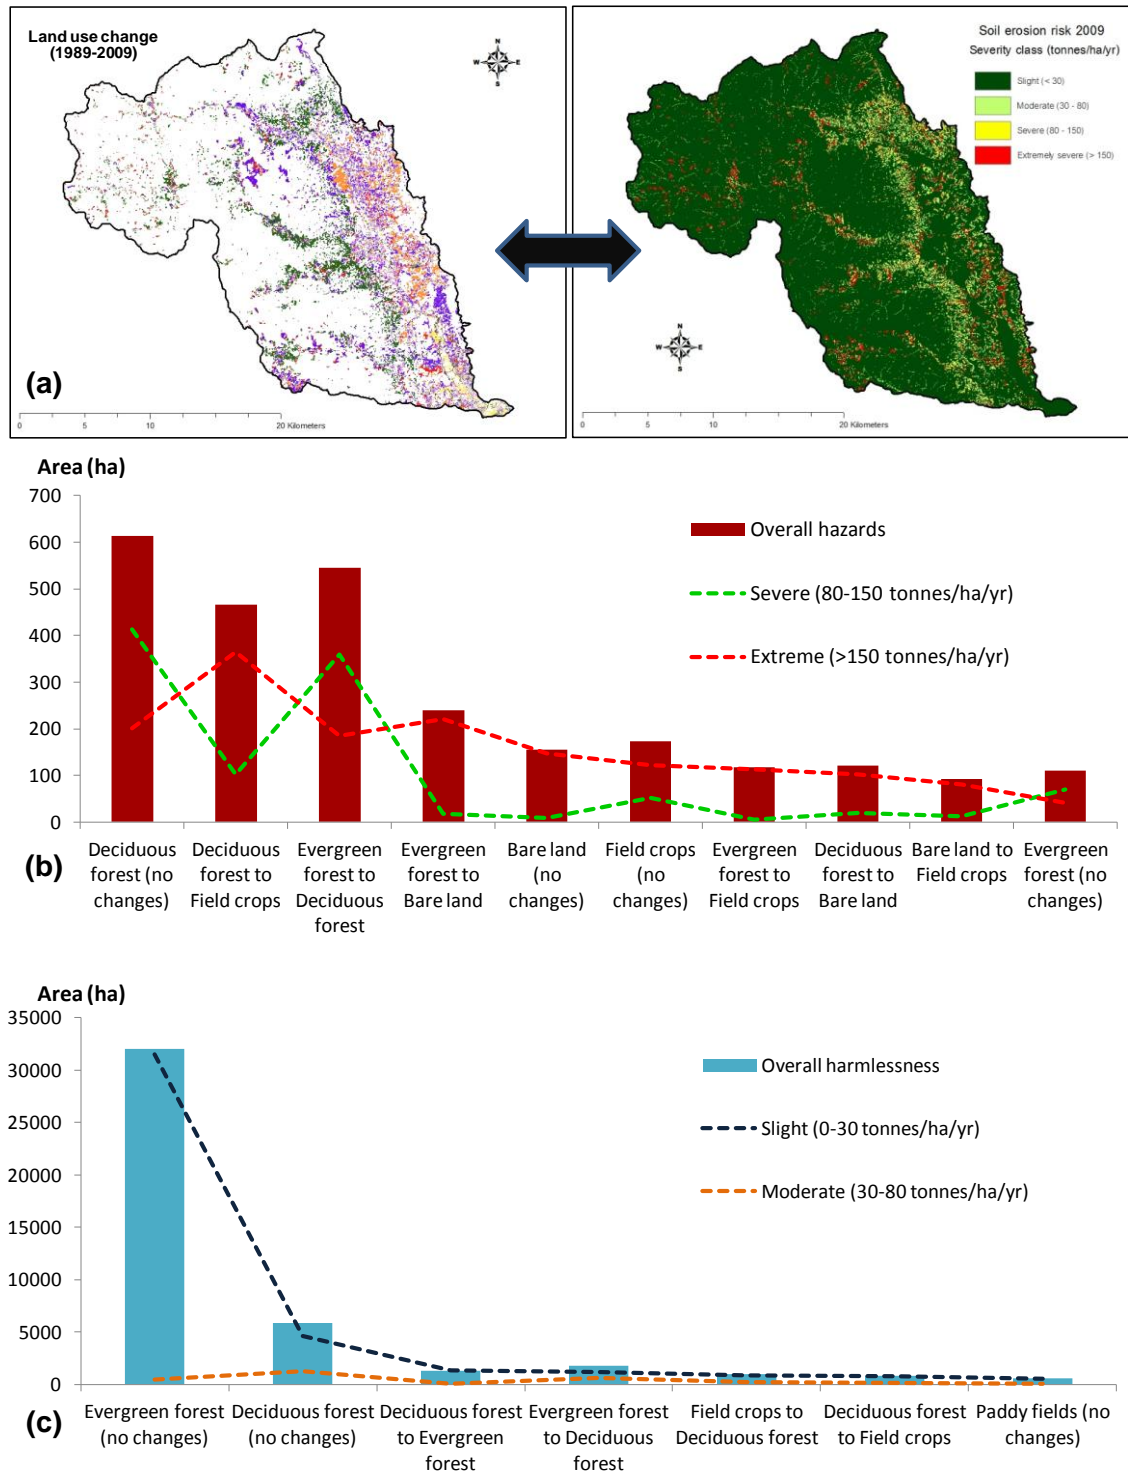 Land use change
(1989-2009)
N
W E
S
0 5 10 20 Kilometers
(a)
Soil erosion risk 2009
Severity class (tonnes/ha/yr)
Slight (< 30)
Moderate (30 - 80)
Severe (80 - 150)
Extremely severe (> 150)
N
W E
S
0 5 10 20 Kilometers
Area (ha)
700
600
500
400
300
200
100
0
Overall hazards
Severe (80-150 tonnes/ha/yr)
Extreme (>150 tonnes/ha/yr)
Deciduous forest (no changes)
Deciduous forest to Field crops
Evergreen forest to Deciduous forest
Evergreen forest to Bare land
Bare land (no changes)
Field crops (no changes)
Evergreen forest to Field crops
Deciduous forest to Bare land
Bare land to Field crops
Evergreen forest (no changes)
(b)
Area (ha)
35000
30000
25000
20000
15000
10000
5000
0
Overall harmlessness
Slight (0-30 tonnes/ha/yr)
Moderate (30-80 tonnes/ha/yr)
Evergreen forest (no changes)
Deciduous forest (no changes)
Deciduous forest to Evergreen forest
Evergreen forest to Deciduous forest
Field crops to Deciduous forest
Deciduous forest to Field crops
Paddy fields (no changes)
(c)